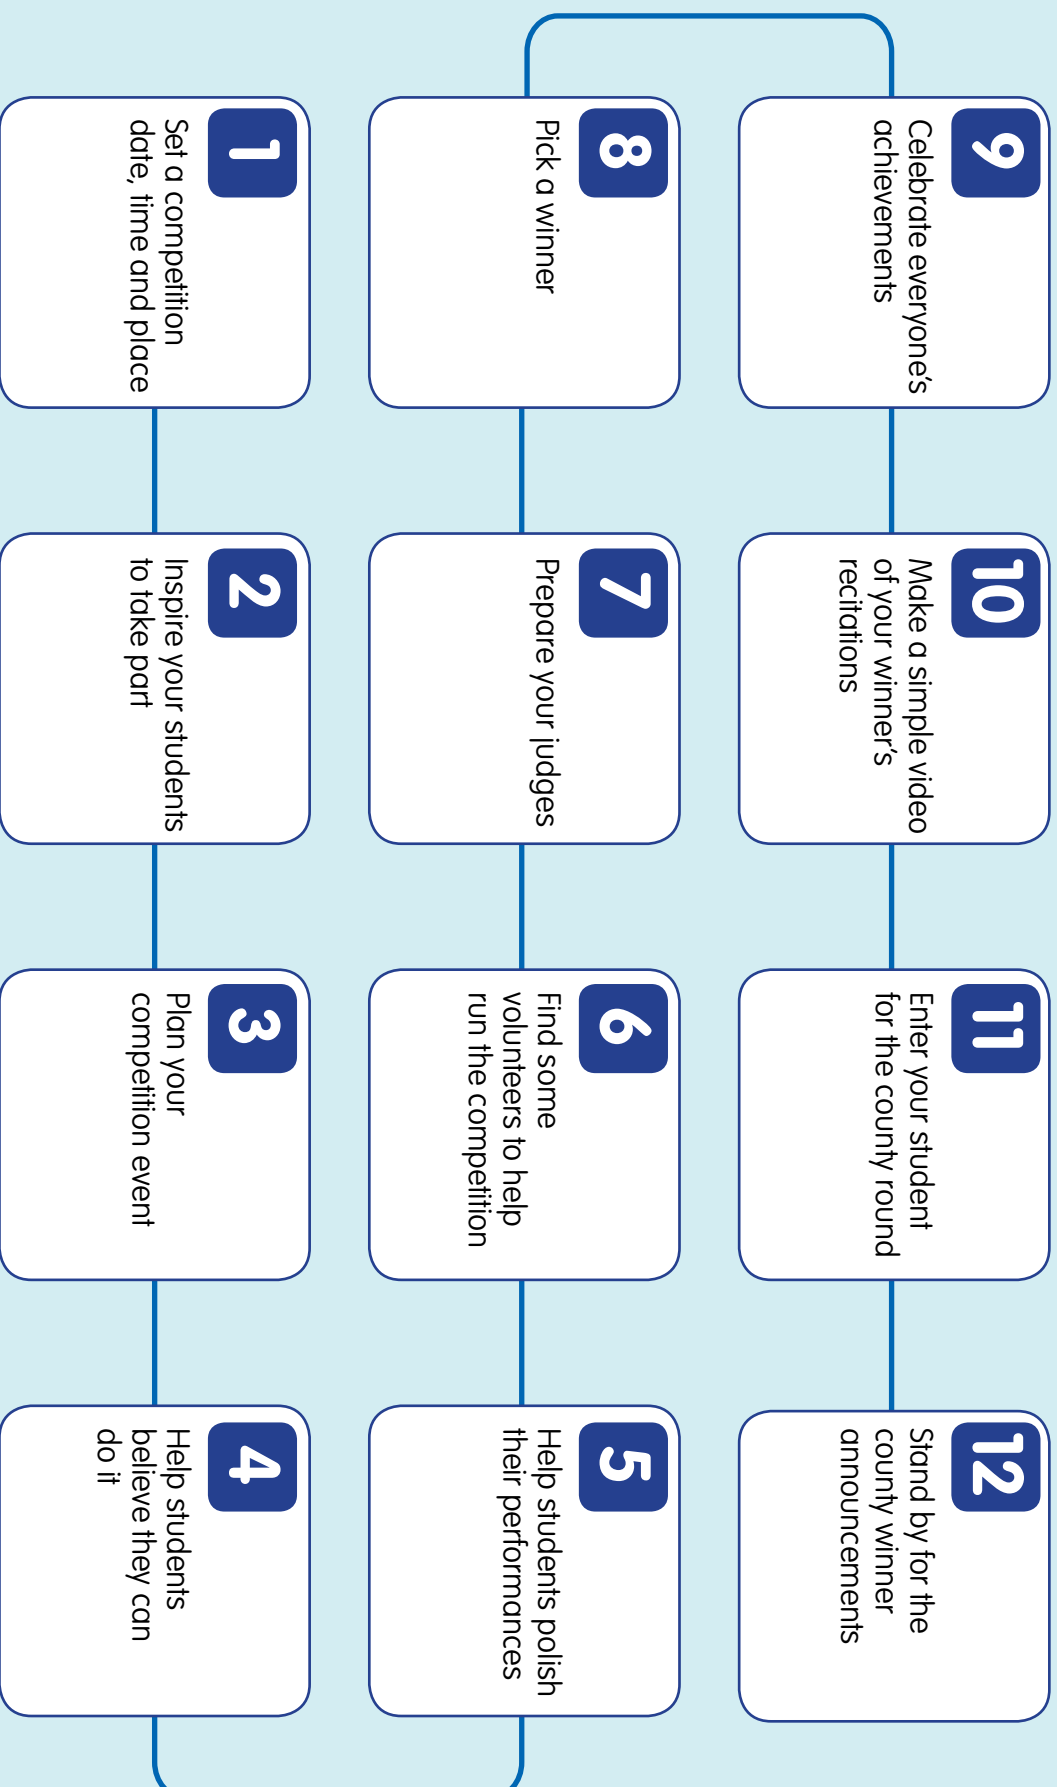 1
Set a competition
date, time and place
2
Inspire your students
to take part
3
Plan your
competition event
4
Help students
believe they can
do it
5
Help students polish
their performances
6
Find some
volunteers to help
run the competition
7
Prepare your judges
8
Pick a winner
9
Celebrate everyone’s
achievements
10
Make a simple video
of your winner’s
recitations
11
Enter your student
for the county round
12
Stand by for the
county winner
announcements